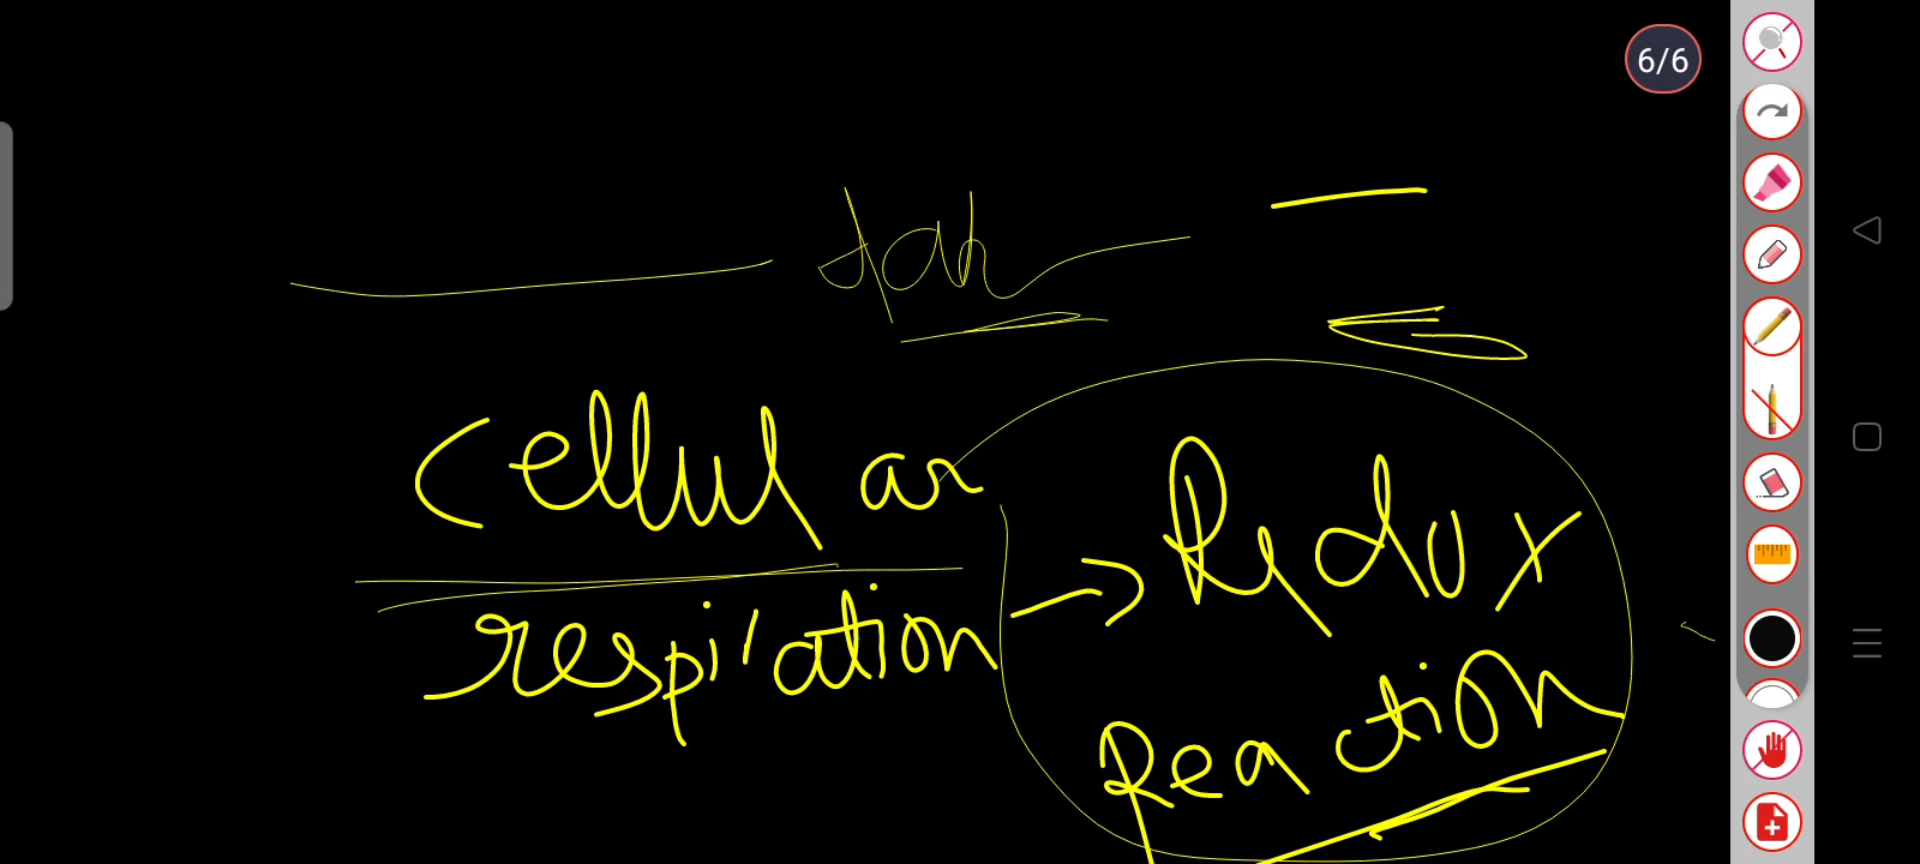 6/6
Cellular → Redox
respiration Reaction